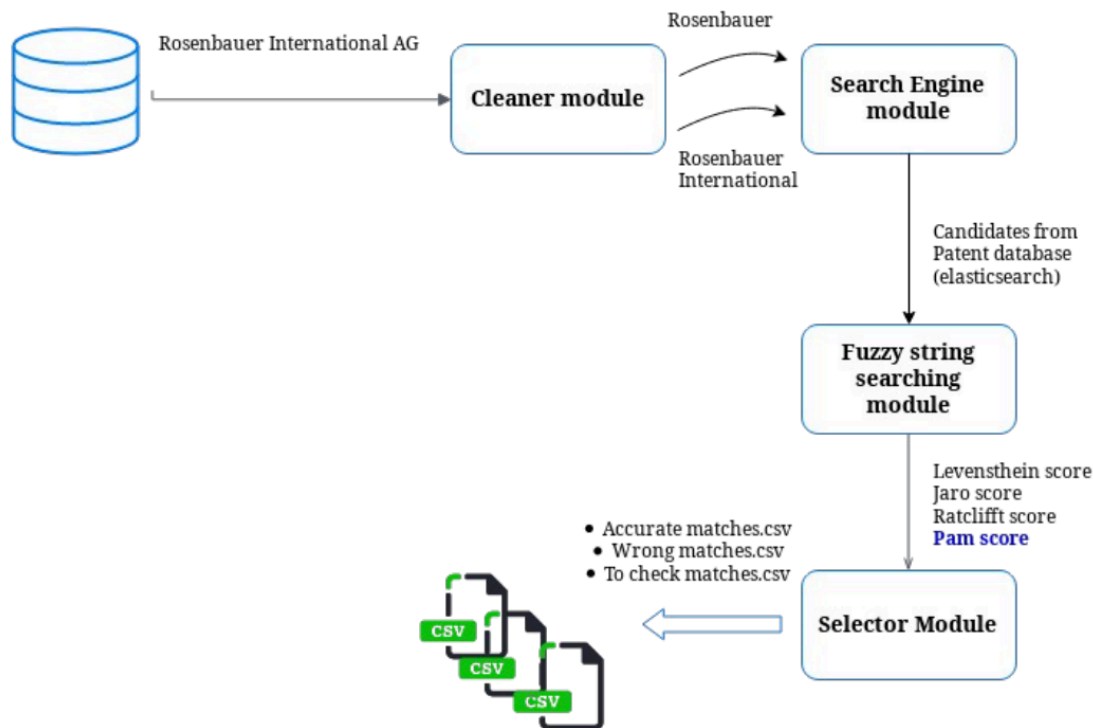 Rosenbauer International AG
Cleaner module
Rosenbauer
Rosenbauer
International
Search Engine
module
Candidates from
Patent database
(elasticsearch)
Fuzzy string
searching
module
Levensthein score
Jaro score
Ratclifft score
Pam score
Selector Module
• Accurate matches.csv
• Wrong matches.csv
• To check matches.csv
CSV
CSV
CSV